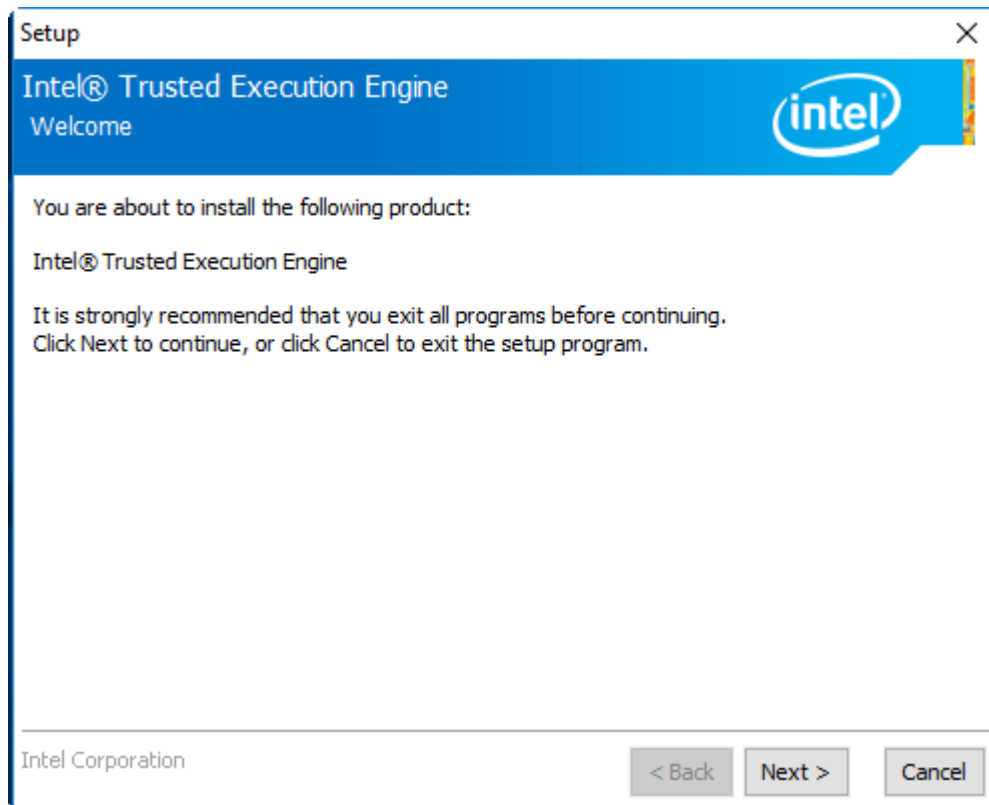 Setup
Intel® Trusted Execution Engine
Welcome
intel
You are about to install the following product:
Intel® Trusted Execution Engine
It is strongly recommended that you exit all programs before continuing.
Click Next to continue, or click Cancel to exit the setup program.
Intel Corporation
< Back Next > Cancel